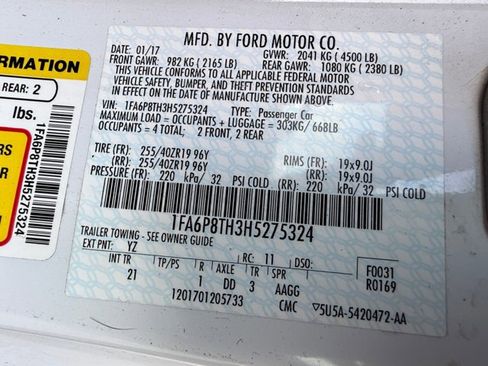 MFD. BY FORD MOTOR CO.
DATE: 01/17 GVWR: 2041 KG ( 4500 LB)
FRONT GAWR: 982 KG ( 2165 LB) REAR GAWR: 1080 KG ( 2380 LB)
THIS VEHICLE CONFORMS TO ALL APPLICABLE FEDERAL MOTOR
VEHICLE SAFETY, BUMPER, AND THEFT PREVENTION STANDARDS
IN EFFECT ON THE DATE OF MANUFACTURE SHOWN ABOVE.
VIN: 1FA6P8TH3H5275324 TYPE: Passenger Car
MAXIMUM LOAD = OCCUPANTS + LUGGAGE = 303KG/ 668LB
OCCUPANTS = 4 TOTAL: 2 FRONT, 2 REAR
TIRE (FR): 255/40ZR19 96Y RIMS (FR): 19x9.0J
TIRE (RR): 255/40ZR19 96Y RIMS (RR): 19x9.0J
PRESSURE (FR): 220 kPa/ 32 PSI COLD (RR): 220 kPa/ 32 PSI COLD
1FA6P8TH3H5275324
TRAILER TOWING - SEE OWNER GUIDE
EXT PNT: YZ RC: 11 DSO: F0031
INT TR TP/PS R AXLE TR SPR R0169
21 1 DD 3 AAGG
1201701205733 CMC 5U5A-5420472-AA
FORMATION
REAR: 2
lbs.
1FA6P8TH3H5275324